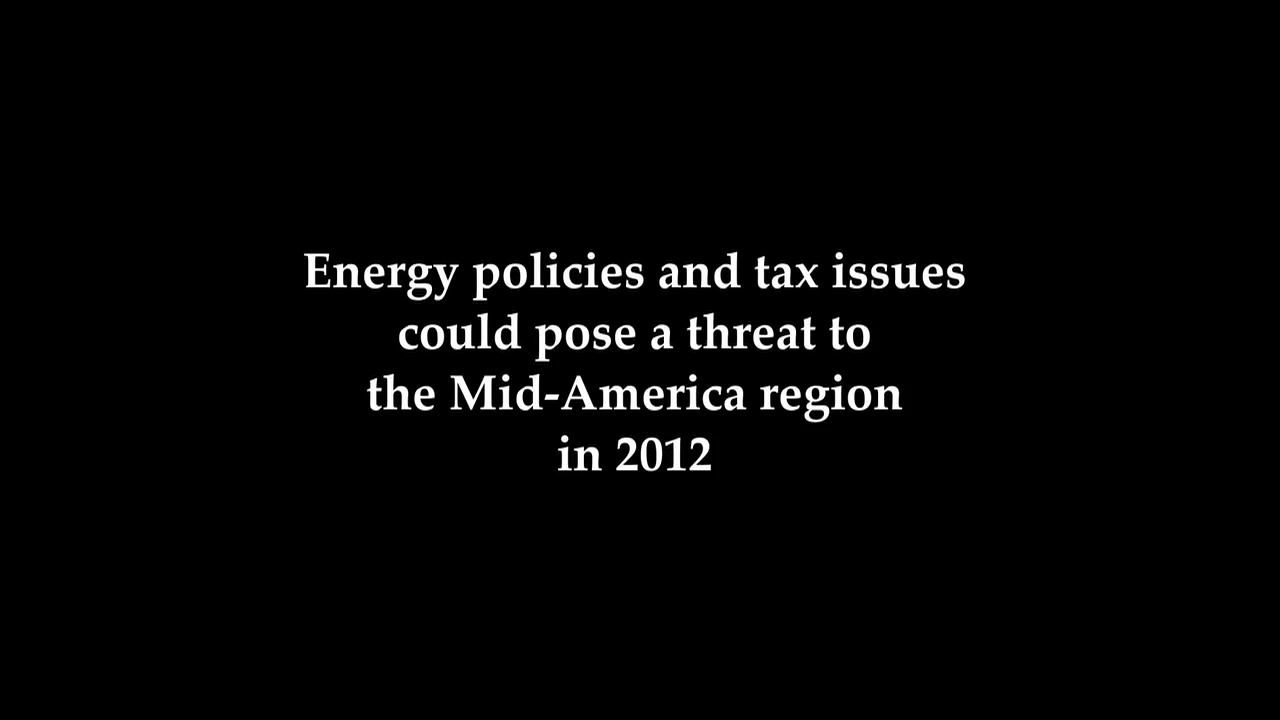 Energy policies and tax issues
could pose a threat to
the Mid-America region
in 2012